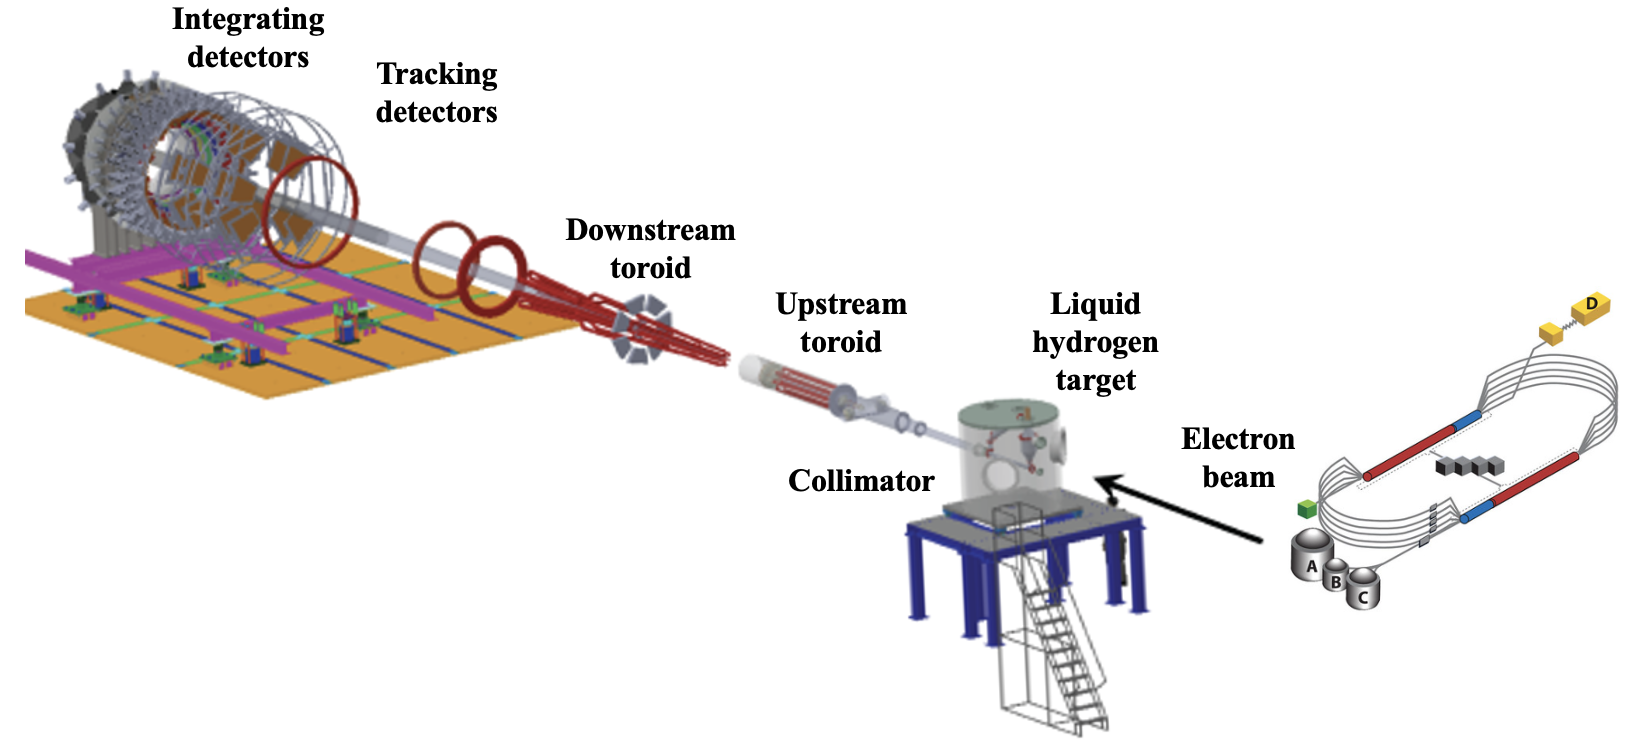 Integrating
detectors
Tracking
detectors
Downstream
toroid
Upstream
toroid
Liquid
hydrogen
target
Collimator
Electron
beam
D
A
B
C